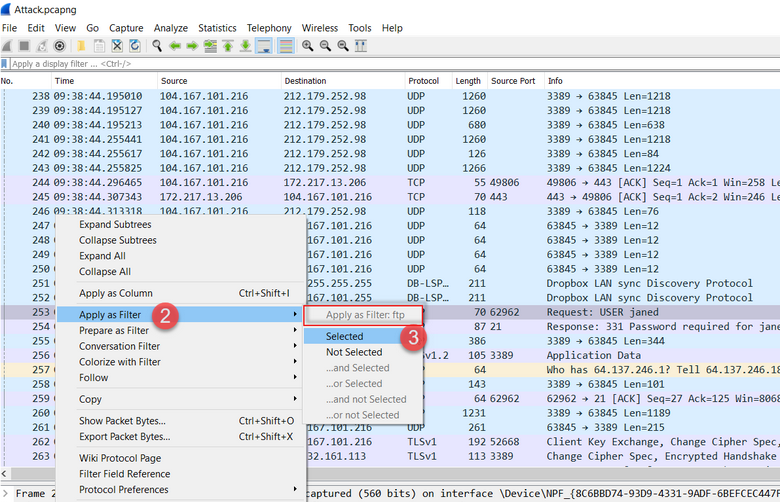 Attack.pcapng
File Edit View Go Capture Analyze Statistics Telephony Wireless Tools Help
Apply a display filter ... <Ctrl-/>
No. Time Source Destination Protocol Length Source Port Info
238 09:38:44.195010 104.167.101.216 212.179.252.98 UDP 1260 3389 → 63845 Len=1218
239 09:38:44.195127 104.167.101.216 212.179.252.98 UDP 1260 3389 → 63845 Len=1218
240 09:38:44.195213 104.167.101.216 212.179.252.98 UDP 680 3389 → 63845 Len=638
241 09:38:44.255441 104.167.101.216 212.179.252.98 UDP 1260 3389 → 63845 Len=1218
242 09:38:44.255617 104.167.101.216 212.179.252.98 UDP 126 3389 → 63845 Len=84
243 09:38:44.255825 104.167.101.216 212.179.252.98 UDP 1266 3389 → 63845 Len=1224
244 09:38:44.296465 104.167.101.216 172.217.13.206 TCP 55 49806 49806 → 443 [ACK] Seq=1 Ack=1 Win=258 Le
245 09:38:44.307343 172.217.13.206 104.167.101.216 TCP 70 443 443 → 49806 [ACK] Seq=1 Ack=2 Win=246 Le
246 09:38:44.313318 104.167.101.216 212.179.252.98 UDP 118 3389 → 63845 Len=76
247 167.101.216 UDP 64 63845 → 3389 Len=12
248 167.101.216 UDP 64 63845 → 3389 Len=12
249 167.101.216 UDP 64 63845 → 3389 Len=12
250 167.101.216 UDP 64 63845 → 3389 Len=12
251 255.255.255 DB-LSP… 211 Dropbox LAN sync Discovery Protocol
252 167.101… DB-LSP… 211 Dropbox LAN sync Discovery Protocol
253 70 62962 Request: USER janed
254 87 21 Response: 331 Password required for jane
255 386 3389 → 63845 Len=344
256 v1.2 105 3389 Application Data
257 64 Who has 64.137.246.1? Tell 64.137.246.18
258 143 3389 → 63845 Len=101
259 64 62962 62962 → 21 [ACK] Seq=27 Ack=125 Win=8068
260 1231 3389 → 63845 Len=1189
261 UDP 261 3389 → 63845 Len=215
262 167.101.216 TLSv1 192 52668 Client Key Exchange, Change Cipher Spec,
263 32.161.113 TLSv1 113 3389 Change Cipher Spec, Encrypted Handshake
Expand Subtrees
Collapse Subtrees
Expand All
Collapse All
Apply as Column Ctrl+Shift+I
Apply as Filter
2
Prepare as Filter
Conversation Filter
Colorize with Filter
Follow
Copy
Show Packet Bytes... Ctrl+Shift+O
Export Packet Bytes... Ctrl+Shift+X
Wiki Protocol Page
Filter Field Reference
Protocol Preferences
Apply as Filter: ftp
Selected
3
Not Selected
...and Selected
...or Selected
...and not Selected
...or not Selected
Frame 2 captured (560 bits) on interface \Device\NPF_{8C6BBD74-93D9-4331-9ADF-6BEFCEC447F